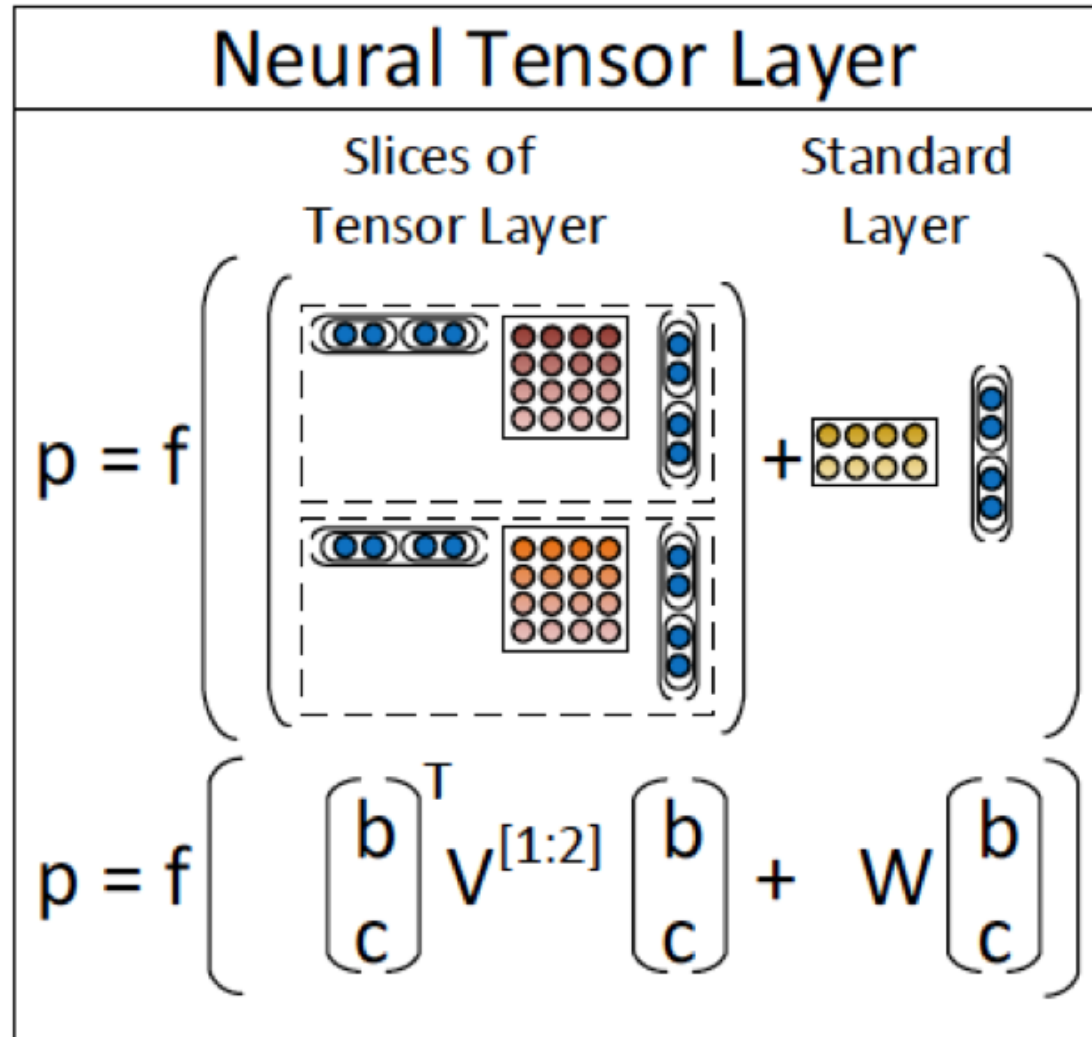 Neural Tensor Layer
Slices of Standard
Tensor Layer Layer
p = f +
p = f ( [b c]^T V^[1:2] [b c] + W [b c] )